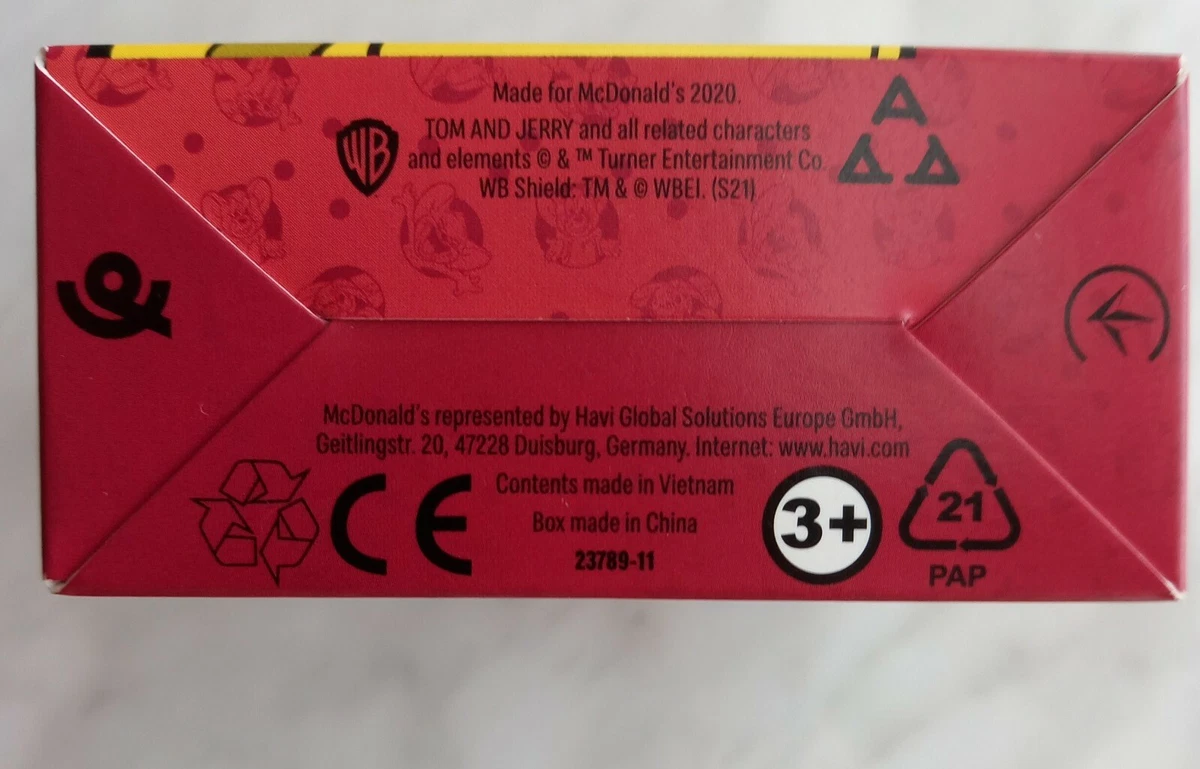 Made for McDonald's 2020.
WB
TOM AND JERRY and all related characters
and elements © & ™ Turner Entertainment Co.
WB Shield: TM & © WBEI. (S21)
McDonald's represented by Havi Global Solutions Europe GmbH,
Geitlingstr. 20, 47228 Duisburg, Germany. Internet: www.havi.com
CE
Contents made in Vietnam
Box made in China
23789-11
3+
21
PAP